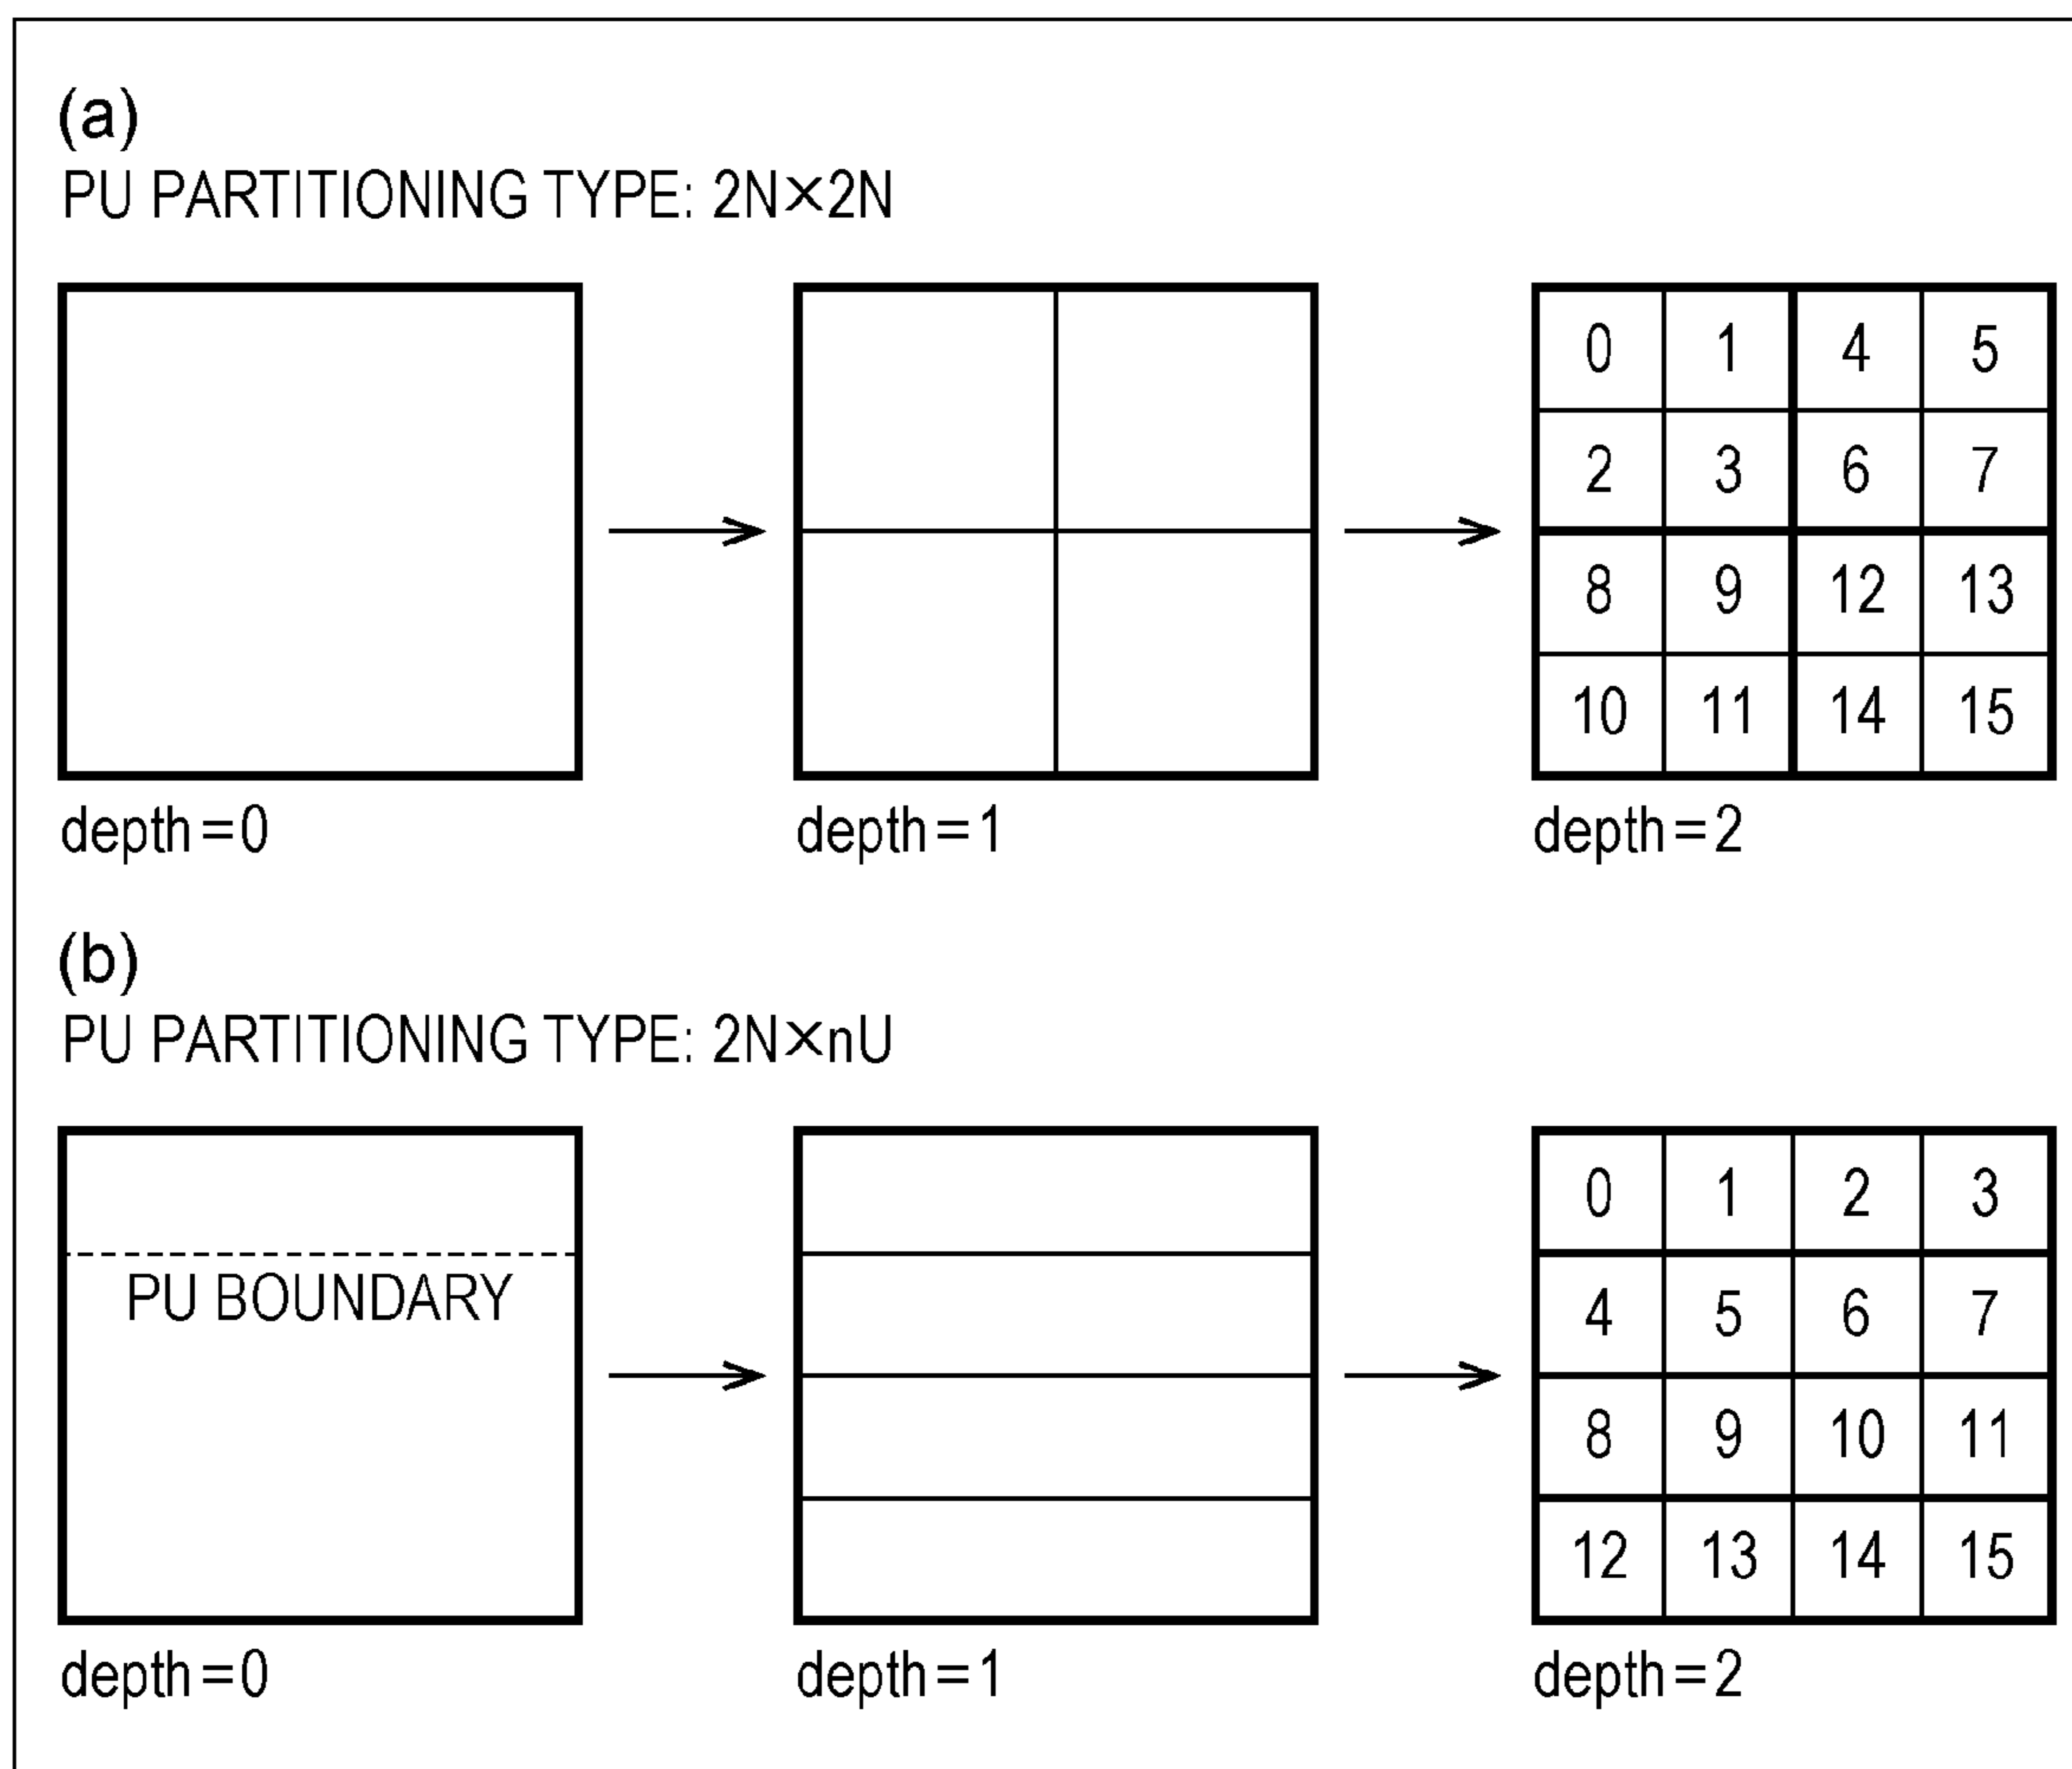 (a)
PU PARTITIONING TYPE: 2N×2N
0 1 4 5
2 3 6 7
8 9 12 13
10 11 14 15
depth=0 depth=1 depth=2
(b)
PU PARTITIONING TYPE: 2N×nU
0 1 2 3
PU BOUNDARY
4 5 6 7
8 9 10 11
12 13 14 15
depth=0 depth=1 depth=2